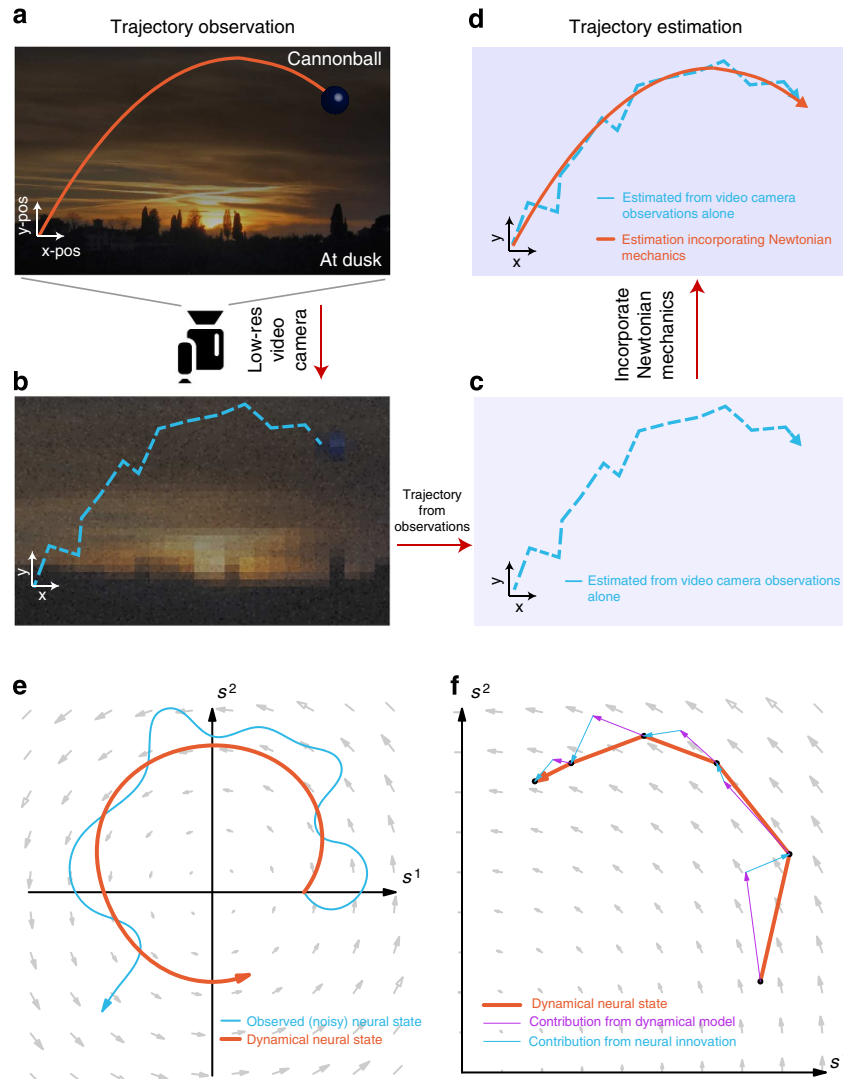 a
Trajectory observation
Cannonball
y-pos
x-pos
At dusk
Low-res
video
camera
b
y
x
Trajectory
from
observations
c
y
x
Estimated from video camera observations
alone
Incorporate
Newtonian
mechanics
d
Trajectory estimation
Estimated from video camera
observations alone
Estimation incorporating Newtonian
mechanics
y
x
e
s²
s¹
Observed (noisy) neural state
Dynamical neural state
f
s²
Dynamical neural state
Contribution from dynamical model
Contribution from neural innovation
s